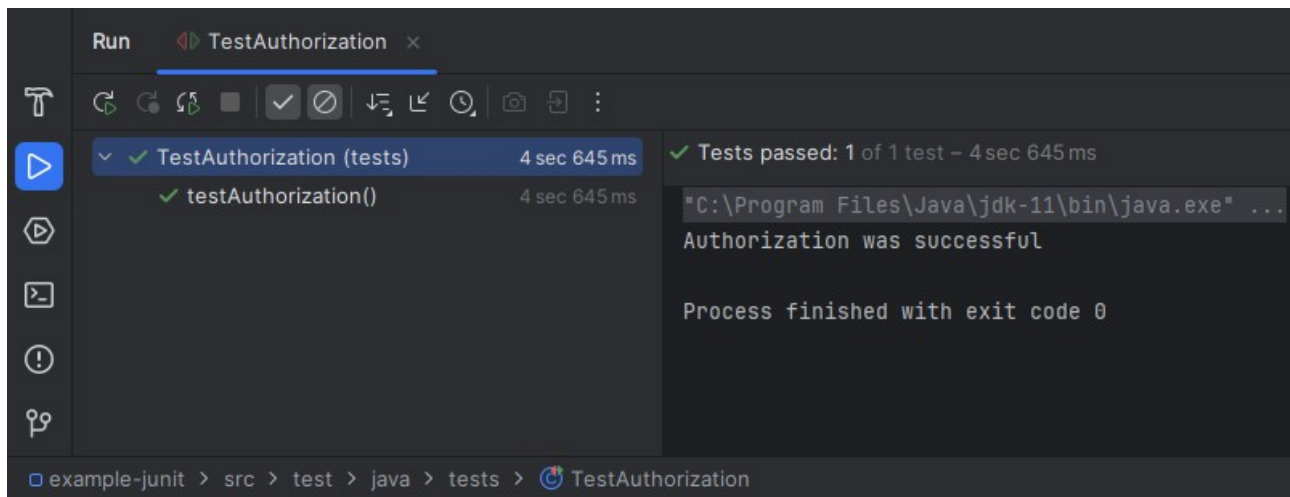 Run TestAuthorization
TestAuthorization (tests) 4 sec 645 ms
testAuthorization() 4 sec 645 ms
Tests passed: 1 of 1 test – 4 sec 645 ms
"C:\Program Files\Java\jdk-11\bin\java.exe" ...
Authorization was successful
Process finished with exit code 0
example-junit > src > test > java > tests > TestAuthorization